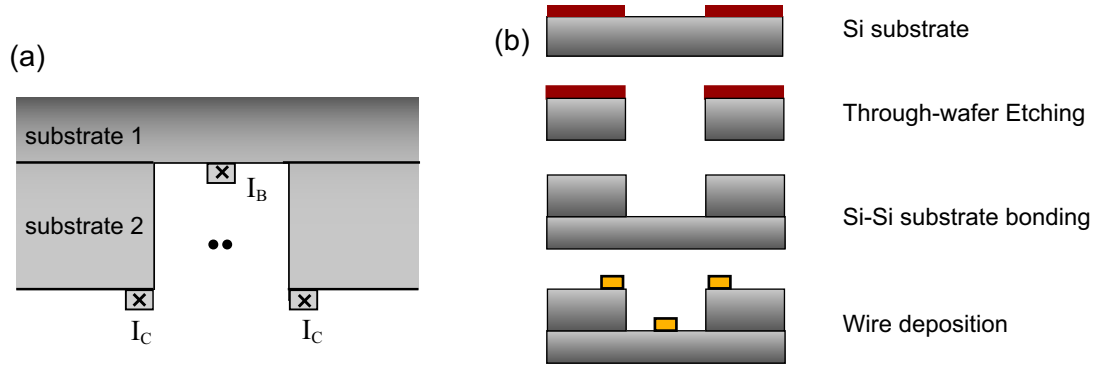 (a)
substrate 1
I_B
substrate 2
I_C
I_C
(b)
Si substrate
Through-wafer Etching
Si-Si substrate bonding
Wire deposition